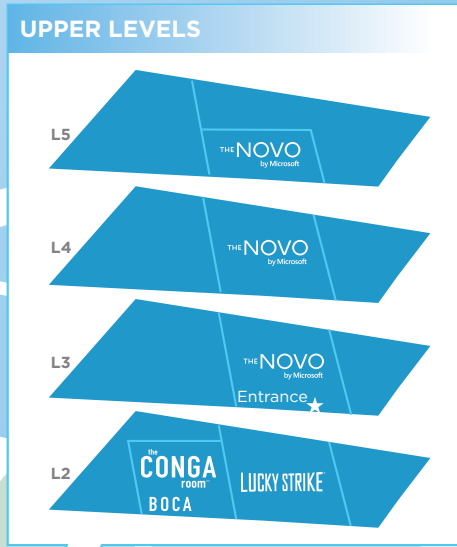 UPPER LEVELS
L5
THE NOVO
by Microsoft
L4
THE NOVO
by Microsoft
L3
THE NOVO
by Microsoft
Entrance
L2
the
CONGA
room
BOCA
LUCKY STRIKE